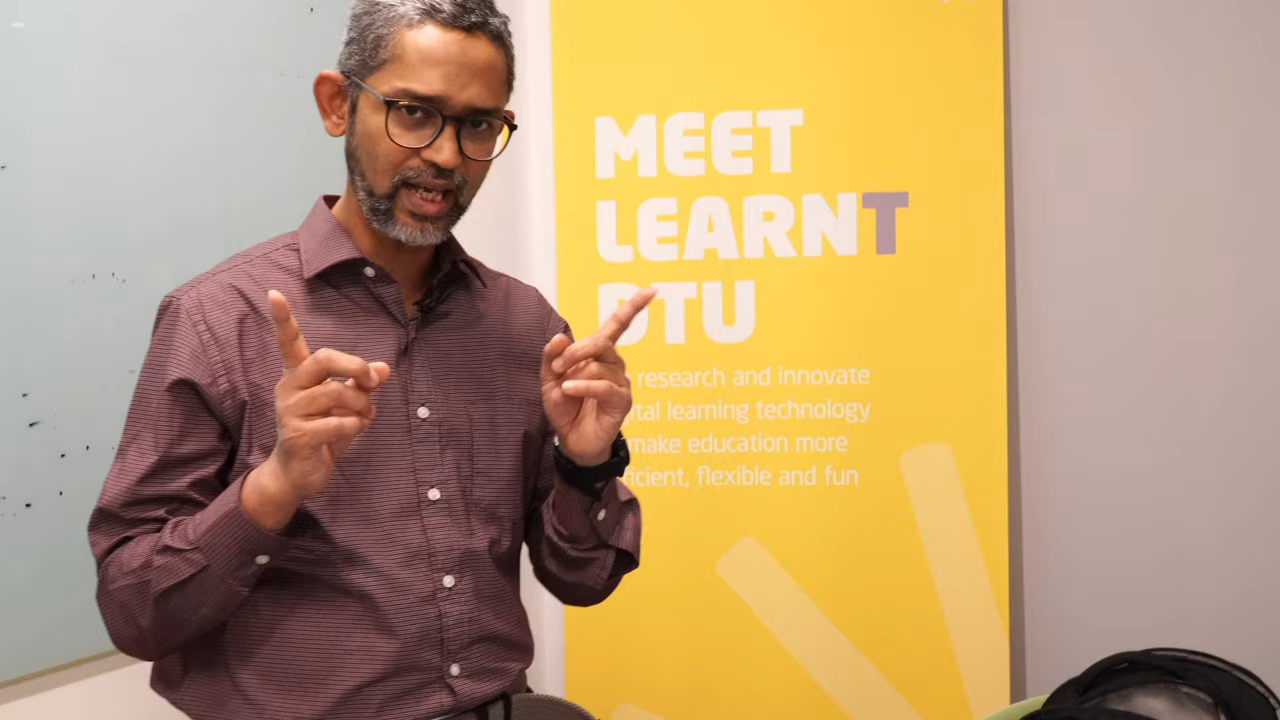 MEET
LEARNT
DTU
research and innovate
learning technology
make education more
flexible and fun